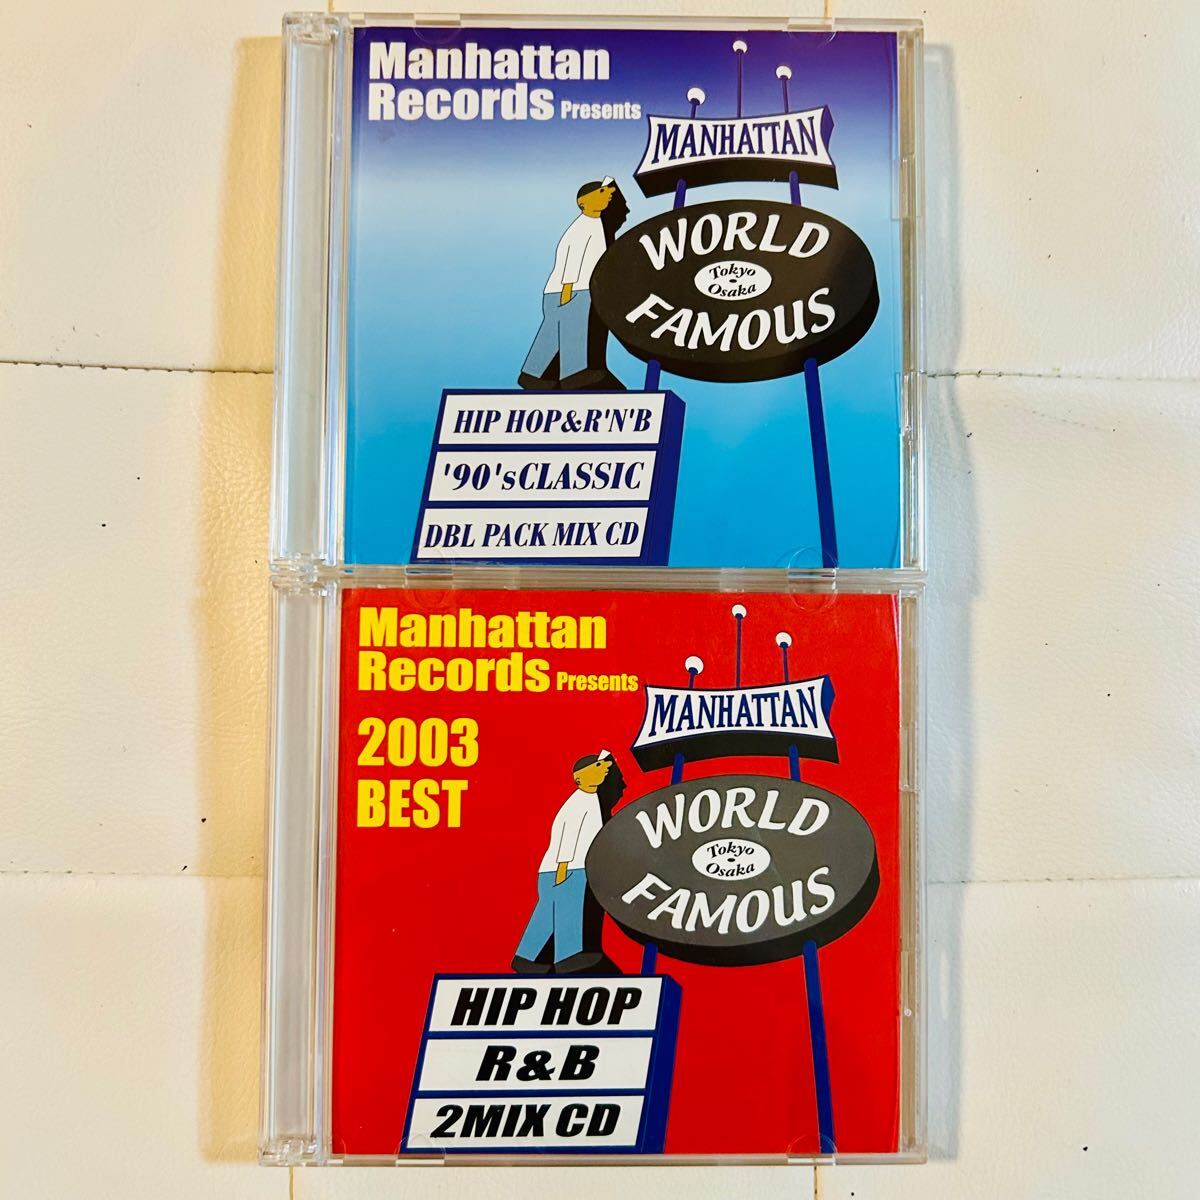 Manhattan
Records Presents
MANHATTAN
WORLD
Tokyo
Osaka
FAMOUS
HIP HOP&R'N'B
'90'sCLASSIC
DBL PACK MIX CD
Manhattan
Records Presents
2003
BEST
MANHATTAN
WORLD
Tokyo
Osaka
FAMOUS
HIP HOP
R&B
2MIX CD